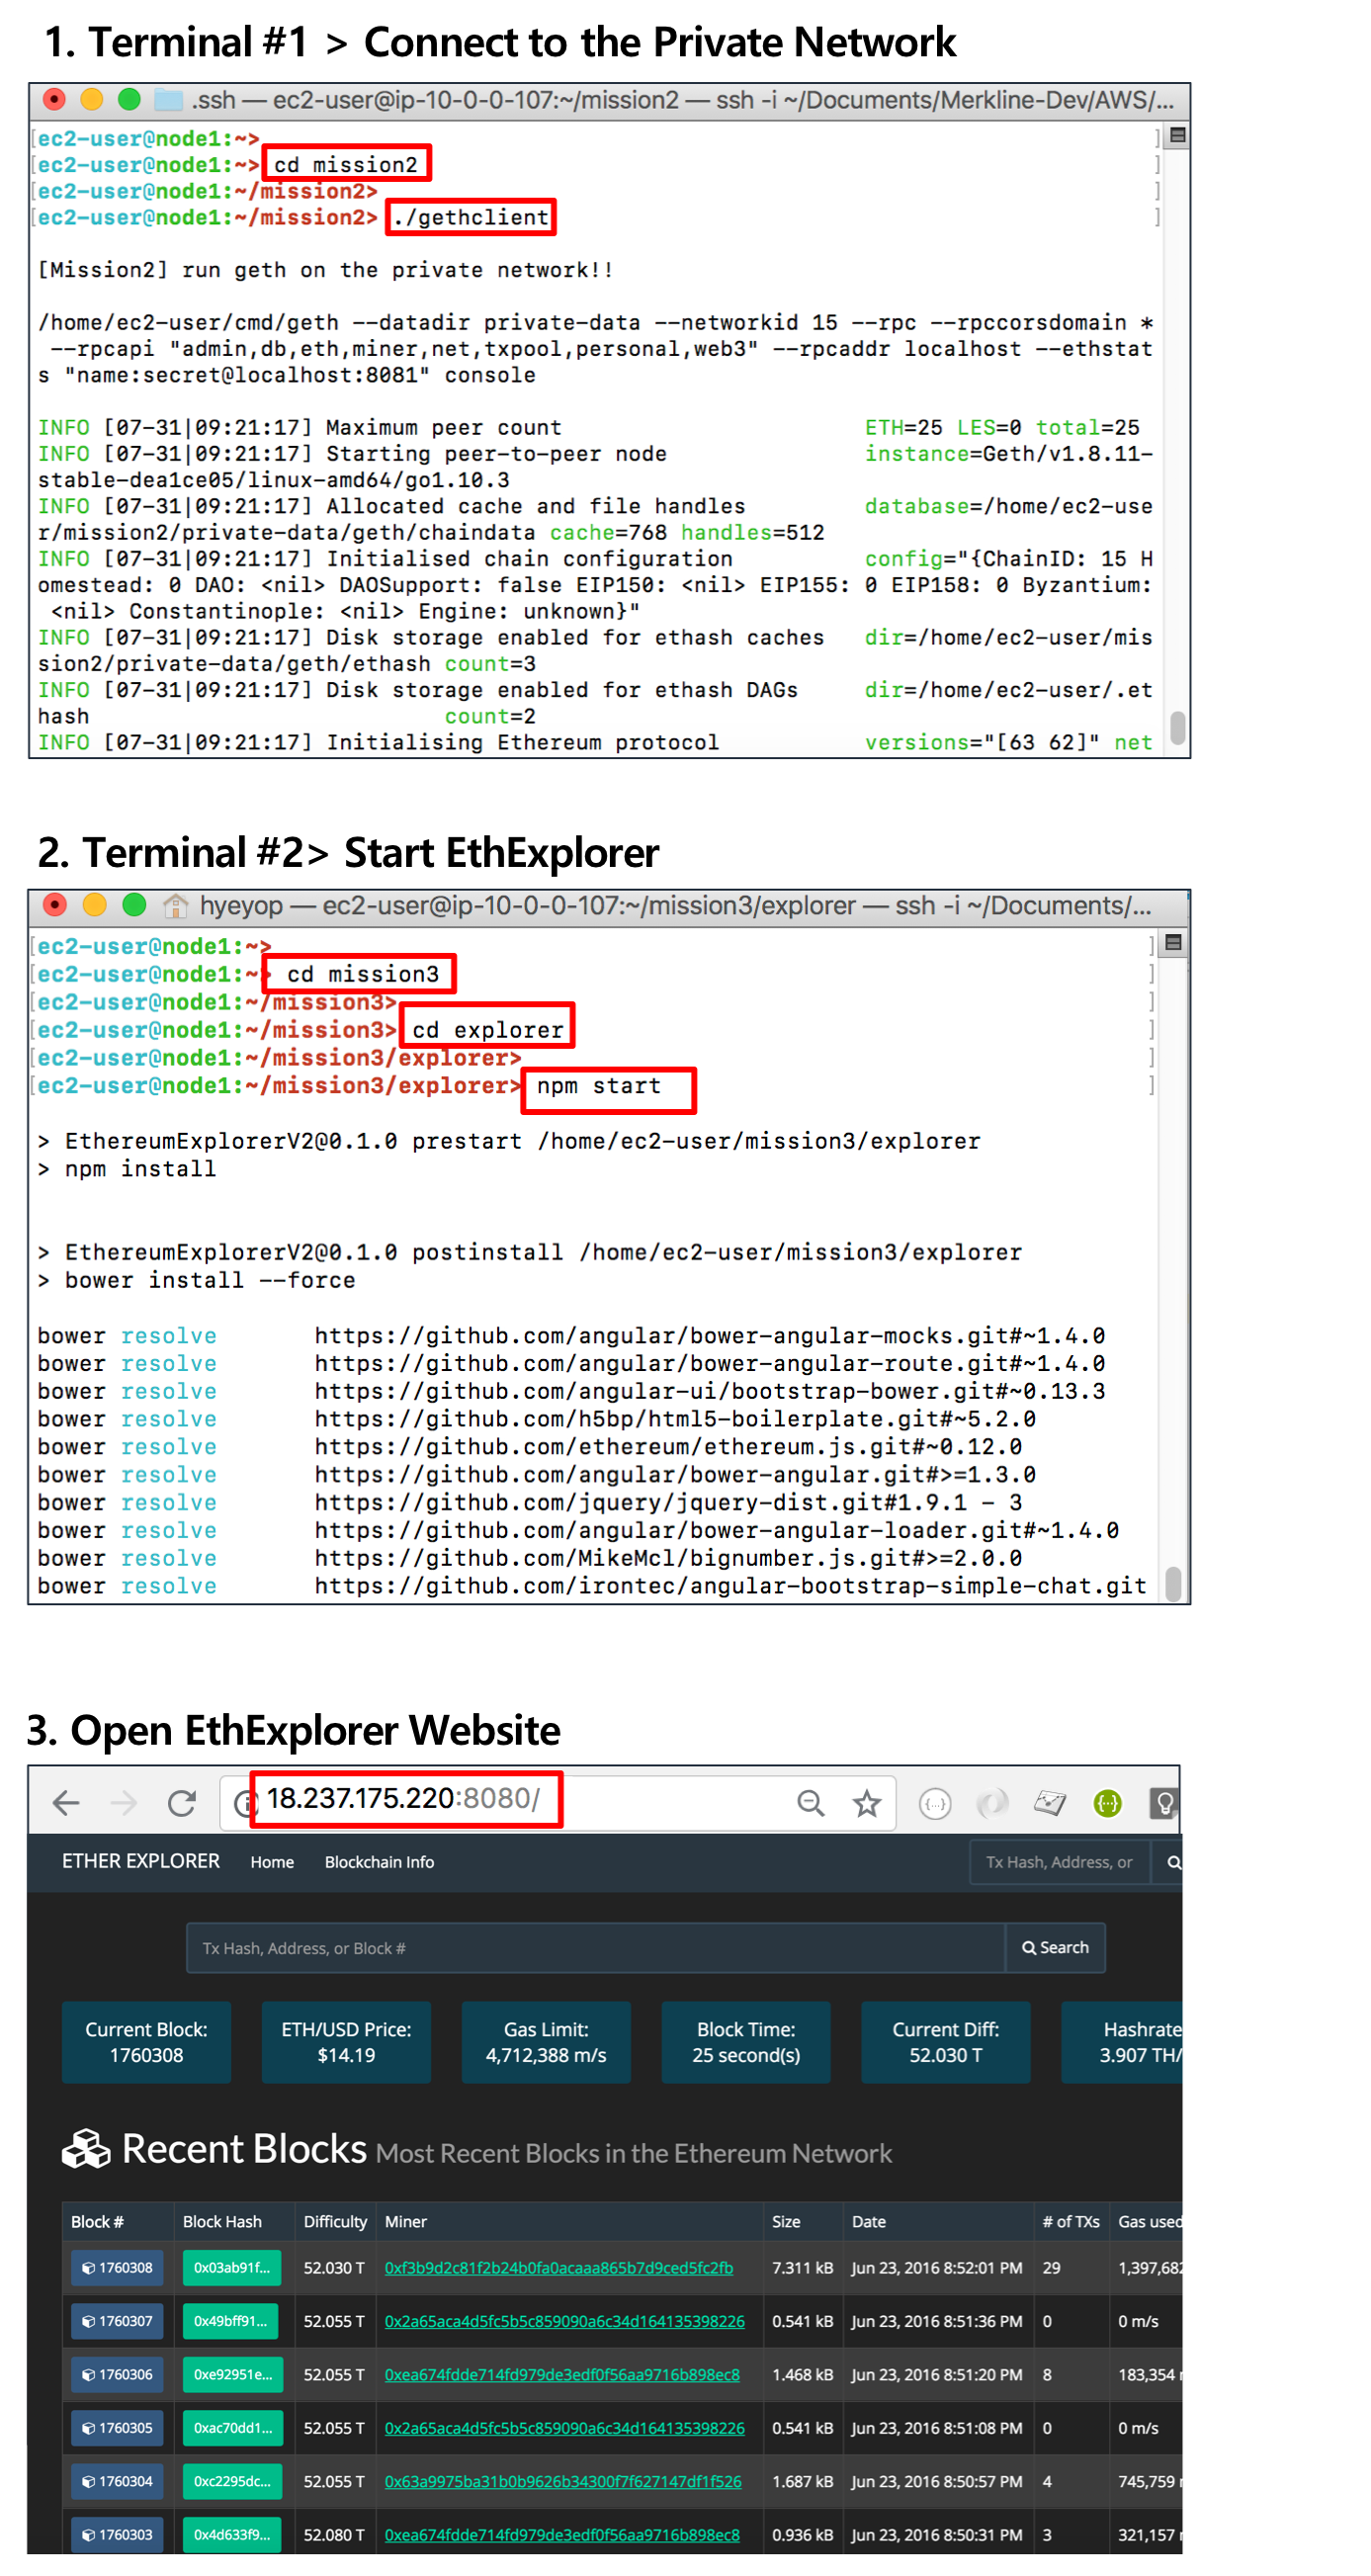 1. Terminal #1 > Connect to the Private Network
.ssh — ec2-user@ip-10-0-0-107:~/mission2 — ssh -i ~/Documents/Merkline-Dev/AWS/...
[ec2-user@node1:~> ]
[ec2-user@node1:~> cd mission2 ]
[ec2-user@node1:~/mission2> ]
[ec2-user@node1:~/mission2> ./gethclient ]
[Mission2] run geth on the private network!!
/home/ec2-user/cmd/geth --datadir private-data --networkid 15 --rpc --rpccorsdomain *
--rpcapi "admin,db,eth,miner,net,txpool,personal,web3" --rpcaddr localhost --ethstat
s "name:secret@localhost:8081" console
INFO [07-31|09:21:17] Maximum peer count ETH=25 LES=0 total=25
INFO [07-31|09:21:17] Starting peer-to-peer node instance=Geth/v1.8.11-
stable-dea1ce05/linux-amd64/go1.10.3
INFO [07-31|09:21:17] Allocated cache and file handles database=/home/ec2-use
r/mission2/private-data/geth/chaindata cache=768 handles=512
INFO [07-31|09:21:17] Initialised chain configuration config="{ChainID: 15 H
omestead: 0 DAO: <nil> DAOSupport: false EIP150: <nil> EIP155: 0 EIP158: 0 Byzantium:
<nil> Constantinople: <nil> Engine: unknown}"
INFO [07-31|09:21:17] Disk storage enabled for ethash caches dir=/home/ec2-user/mis
sion2/private-data/geth/ethash count=3
INFO [07-31|09:21:17] Disk storage enabled for ethash DAGs dir=/home/ec2-user/.et
hash count=2
INFO [07-31|09:21:17] Initialising Ethereum protocol versions="[63 62]" net
2. Terminal #2> Start EthExplorer
hyeyop — ec2-user@ip-10-0-0-107:~/mission3/explorer — ssh -i ~/Documents/...
[ec2-user@node1:~> ]
[ec2-user@node1:~> cd mission3 ]
[ec2-user@node1:~/mission3> ]
[ec2-user@node1:~/mission3> cd explorer ]
[ec2-user@node1:~/mission3/explorer> ]
[ec2-user@node1:~/mission3/explorer> npm start ]
> EthereumExplorerV2@0.1.0 prestart /home/ec2-user/mission3/explorer
> npm install
> EthereumExplorerV2@0.1.0 postinstall /home/ec2-user/mission3/explorer
> bower install --force
bower resolve https://github.com/angular/bower-angular-mocks.git#~1.4.0
bower resolve https://github.com/angular/bower-angular-route.git#~1.4.0
bower resolve https://github.com/angular-ui/bootstrap-bower.git#~0.13.3
bower resolve https://github.com/h5bp/html5-boilerplate.git#~5.2.0
bower resolve https://github.com/ethereum/ethereum.js.git#~0.12.0
bower resolve https://github.com/angular/bower-angular.git#>=1.3.0
bower resolve https://github.com/jquery/jquery-dist.git#1.9.1 - 3
bower resolve https://github.com/angular/bower-angular-loader.git#~1.4.0
bower resolve https://github.com/MikeMcl/bignumber.js.git#>=2.0.0
bower resolve https://github.com/irontec/angular-bootstrap-simple-chat.git
3. Open EthExplorer Website
18.237.175.220:8080/
ETHER EXPLORER Home Blockchain Info Tx Hash, Address, or
Tx Hash, Address, or Block # Search
Current Block: ETH/USD Price: Gas Limit: Block Time: Current Diff: Hashrate
1760308 $14.19 4,712,388 m/s 25 second(s) 52.030 T 3.907 TH/
Recent Blocks Most Recent Blocks in the Ethereum Network
Block # Block Hash Difficulty Miner Size Date # of TXs Gas used
1760308 0x03ab91f... 52.030 T 0xf3b9d2c81f2b24b0fa0acaaa865b7d9ced5fc2fb 7.311 kB Jun 23, 2016 8:52:01 PM 29 1,397,682
1760307 0x49bff91... 52.055 T 0x2a65aca4d5fc5b5c859090a6c34d164135398226 0.541 kB Jun 23, 2016 8:51:36 PM 0 0 m/s
1760306 0xe92951e... 52.055 T 0xea674fdde714fd979de3edf0f56aa9716b898ec8 1.468 kB Jun 23, 2016 8:51:20 PM 8 183,354
1760305 0xac70dd1... 52.055 T 0x2a65aca4d5fc5b5c859090a6c34d164135398226 0.541 kB Jun 23, 2016 8:51:08 PM 0 0 m/s
1760304 0xc2295dc... 52.055 T 0x63a9975ba31b0b9626b34300f7f627147df1f526 1.687 kB Jun 23, 2016 8:50:57 PM 4 745,759
1760303 0x4d633f9... 52.080 T 0xea674fdde714fd979de3edf0f56aa9716b898ec8 0.936 kB Jun 23, 2016 8:50:31 PM 3 321,157